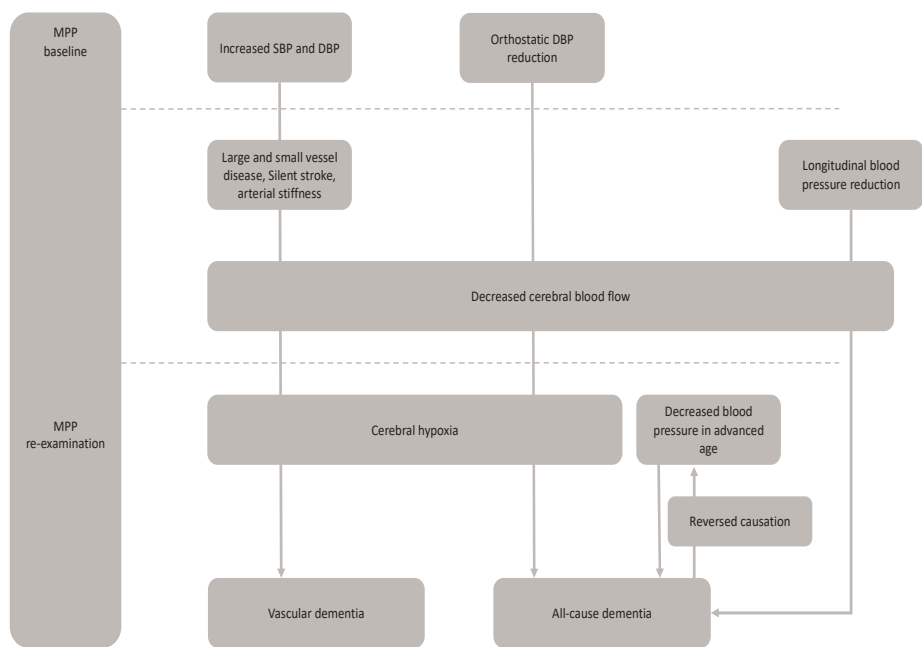 MPP
baseline
Increased SBP and DBP
Orthostatic DBP
reduction
Large and small vessel
disease, Silent stroke,
arterial stiffness
Longitudinal blood
pressure reduction
Decreased cerebral blood flow
MPP
re-examination
Cerebral hypoxia
Decreased blood
pressure in advanced
age
Reversed causation
Vascular dementia
All-cause dementia